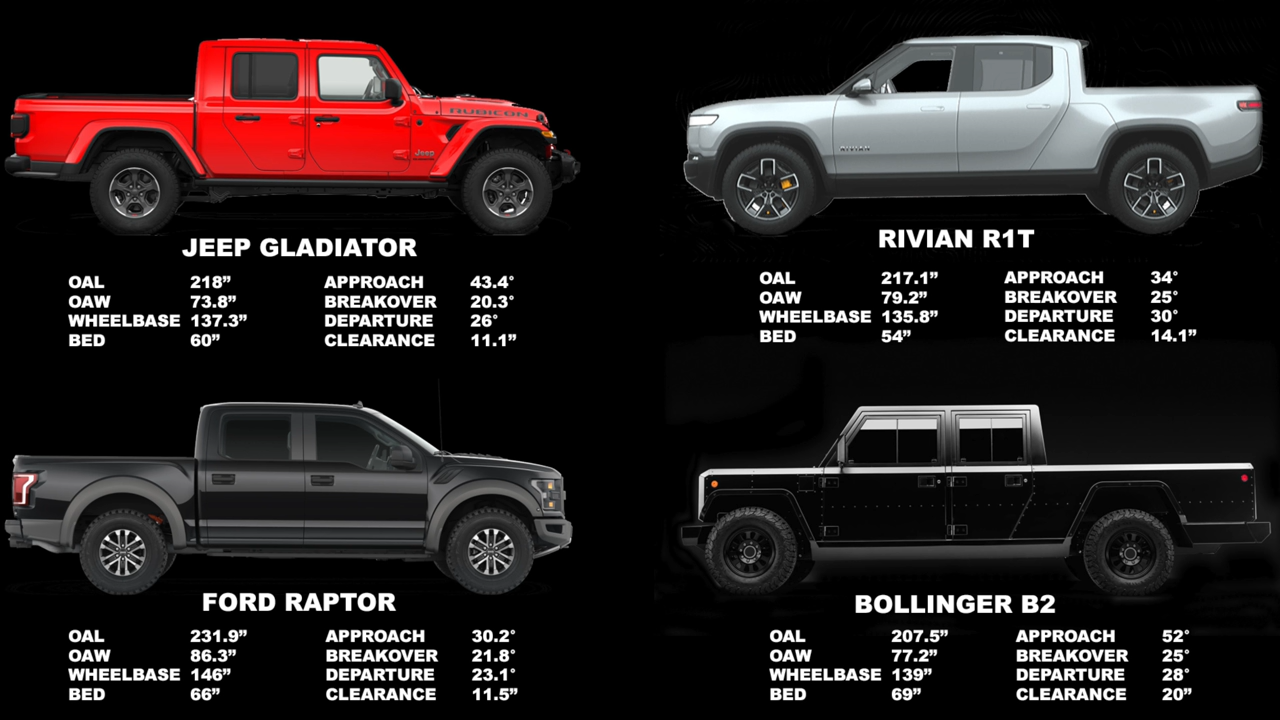 RUBICON
Jeep
RIVIAN
JEEP GLADIATOR
OAL 218” APPROACH 43.4°
OAW 73.8” BREAKOVER 20.3°
WHEELBASE 137.3” DEPARTURE 26°
BED 60” CLEARANCE 11.1”
RIVIAN R1T
OAL 217.1” APPROACH 34°
OAW 79.2” BREAKOVER 25°
WHEELBASE 135.8” DEPARTURE 30°
BED 54” CLEARANCE 14.1”
FORD RAPTOR
OAL 231.9” APPROACH 30.2°
OAW 86.3” BREAKOVER 21.8°
WHEELBASE 146” DEPARTURE 23.1°
BED 66” CLEARANCE 11.5”
BOLLINGER B2
OAL 207.5” APPROACH 52°
OAW 77.2” BREAKOVER 25°
WHEELBASE 139” DEPARTURE 28°
BED 69” CLEARANCE 20”